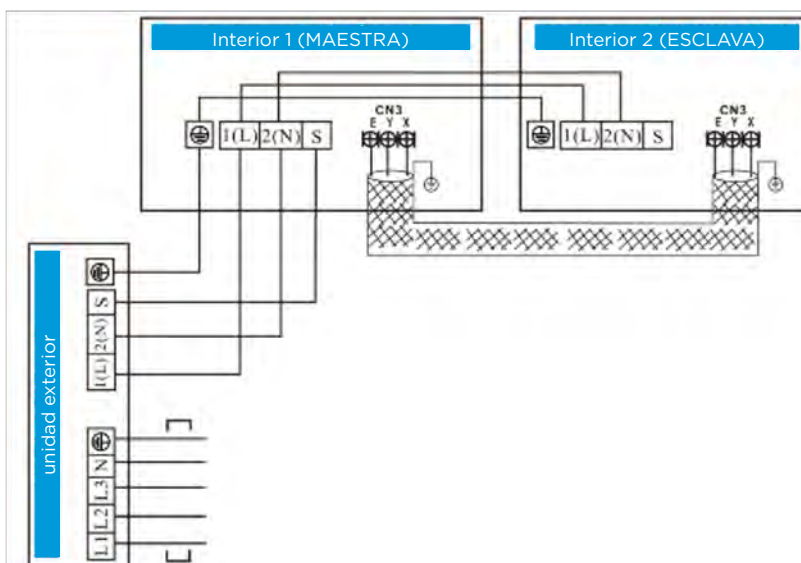 Interior 1 (MAESTRA)
Interior 2 (ESCLAVA)
1(L) 2(N) S
CN3
E Y X
1(L) 2(N) S
CN3
E Y X
unidad exterior
S
2(N)
1(L)
N
L3
L2
L1